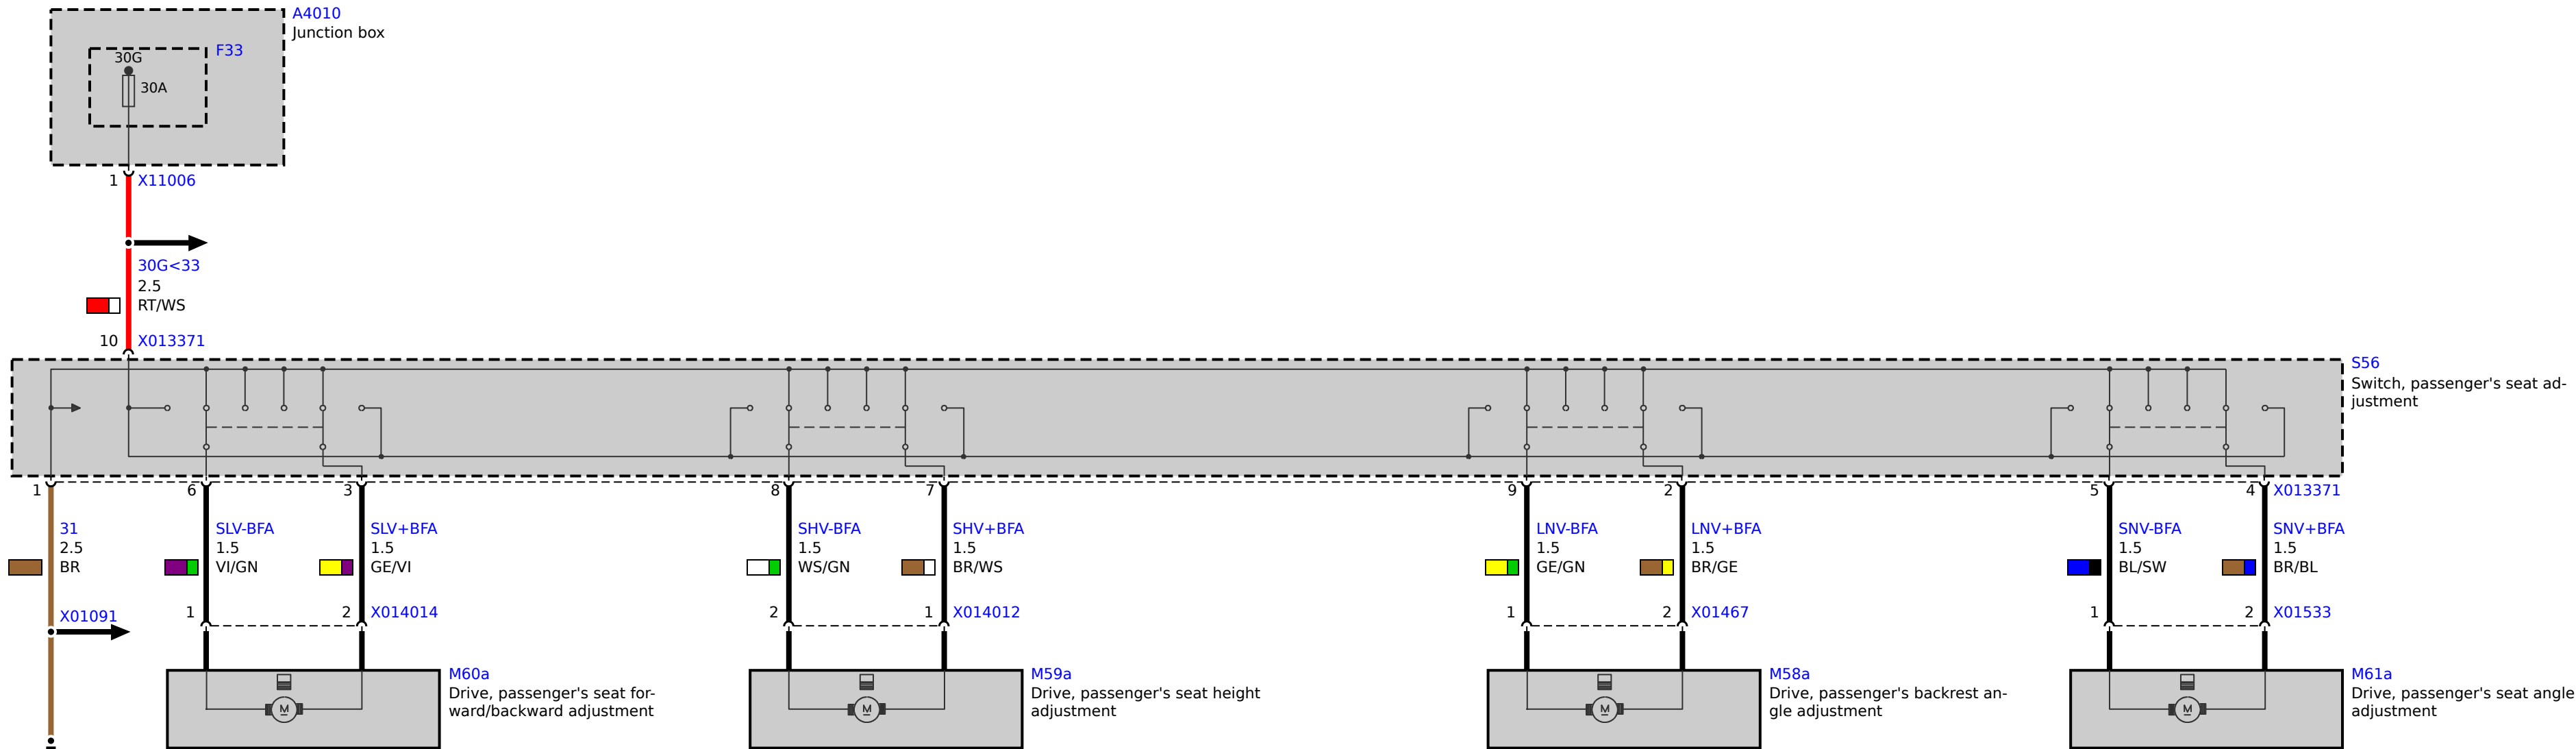 A4010
Junction box
F33
30G
30A
1 X11006
30G<33
2.5
RT/WS
10 X013371
S56
Switch, passenger's seat ad-
justment
1 6 3 8 7 9 2 5 4 X013371
31 SLV-BFA SLV+BFA SHV-BFA SHV+BFA LNV-BFA LNV+BFA SNV-BFA SNV+BFA
2.5 1.5 1.5 1.5 1.5 1.5 1.5 1.5 1.5
BR VI/GN GE/VI WS/GN BR/WS GE/GN BR/GE BL/SW BR/BL
X01091 1 2 X014014 2 1 X014012 1 2 X01467 1 2 X01533
M60a
Drive, passenger's seat for-
ward/backward adjustment
M
M59a
Drive, passenger's seat height
adjustment
M
M58a
Drive, passenger's backrest an-
gle adjustment
M
M61a
Drive, passenger's seat angle
adjustment
M